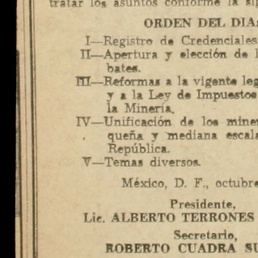 tratar los asuntos conforme la
ORDEN DEL DIA:
I—Registro de Credenciales
II—Apertura y elección de
bates.
III—Reformas a la vigente
y a la Ley de Impuestos
la Minería.
IV—Unificación de los
queña y mediana escala
República.
V—Temas diversos.
México, D. F., octubre
Presidente,
Lic. ALBERTO TERRONES
Secretario,
ROBERTO CUADRA